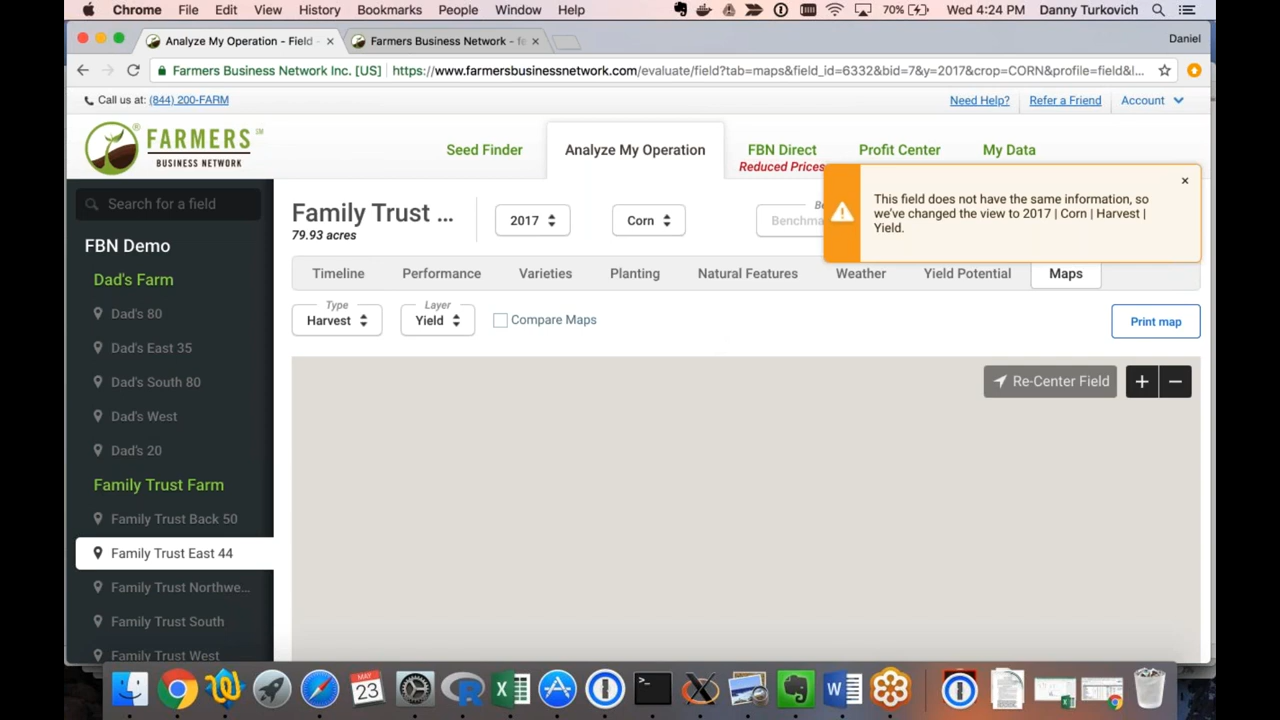 Chrome File Edit View History Bookmarks People Window Help 70% Wed 4:24 PM Danny Turkovich
Analyze My Operation - Field - Farmers Business Network - fe Daniel
Farmers Business Network Inc. [US] https://www.farmersbusinessnetwork.com/evaluate/field?tab=maps&field_id=6332&bid=7&y=2017&crop=CORN&profile=field&l...
Call us at: (844) 200-FARM Need Help? Refer a Friend Account
FARMERS SM
BUSINESS NETWORK
Seed Finder Analyze My Operation FBN Direct Profit Center My Data
Reduced Prices
This field does not have the same information, so
we've changed the view to 2017 | Corn | Harvest |
Yield.
Search for a field
FBN Demo
Dad's Farm
Dad's 80
Dad's East 35
Dad's South 80
Dad's West
Dad's 20
Family Trust Farm
Family Trust Back 50
Family Trust East 44
Family Trust Northwe...
Family Trust South
Family Trust West
Family Trust ...
79.93 acres
2017 Corn
Be
Benchma
Timeline Performance Varieties Planting Natural Features Weather Yield Potential Maps
Type Layer
Harvest Yield Compare Maps Print map
Re-Center Field + −
MAY
23